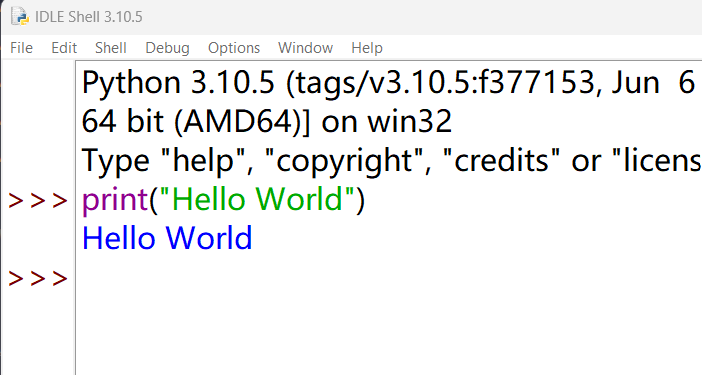 IDLE Shell 3.10.5
File Edit Shell Debug Options Window Help
Python 3.10.5 (tags/v3.10.5:f377153, Jun  6
64 bit (AMD64)] on win32
Type "help", "copyright", "credits" or "licens
>>> print("Hello World")
Hello World
>>>